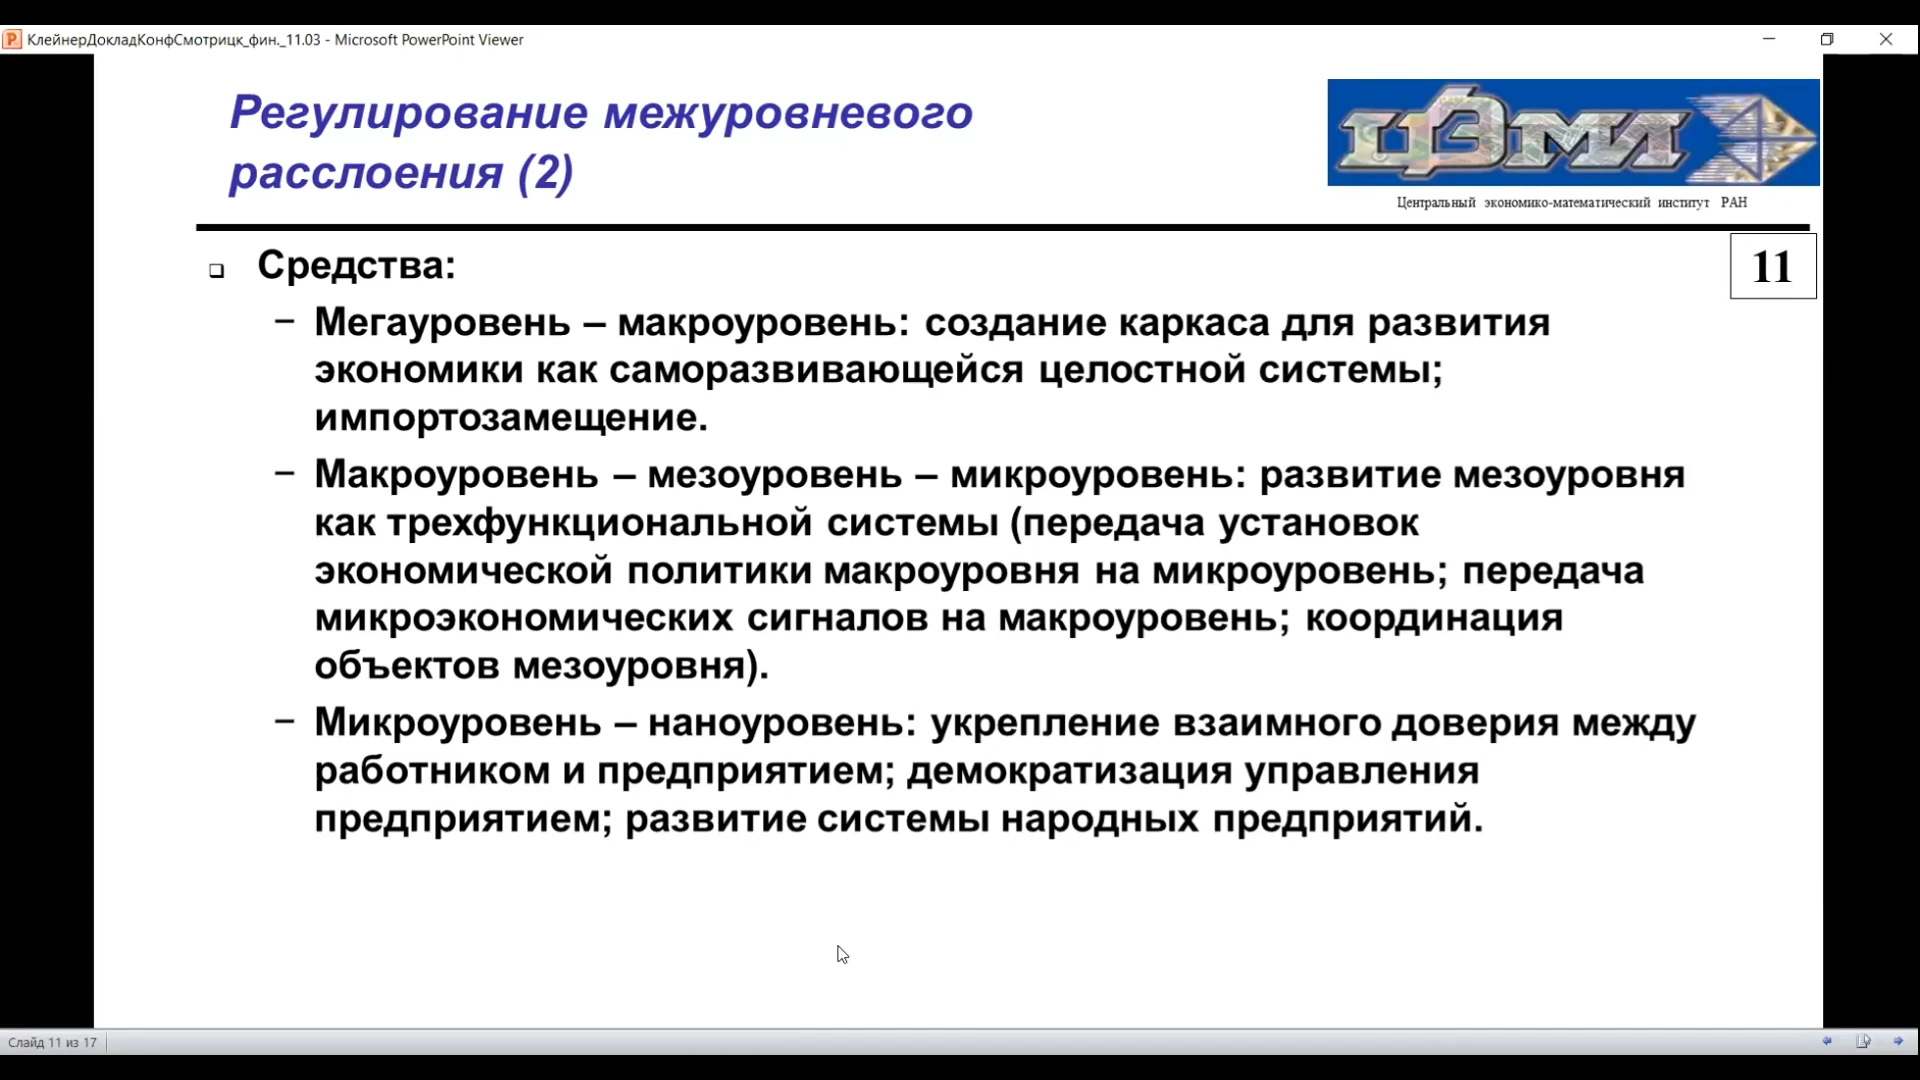 КлейнерДокладКонфСмотрицк_фин._11.03 - Microsoft PowerPoint Viewer
Регулирование межуровневого
расслоения (2)
ЦЭМИ
Центральный экономико-математический институт РАН
11
Средства:
– Мегауровень – макроуровень: создание каркаса для развития
экономики как саморазвивающейся целостной системы;
импортозамещение.
– Макроуровень – мезоуровень – микроуровень: развитие мезоуровня
как трехфункциональной системы (передача установок
экономической политики макроуровня на микроуровень; передача
микроэкономических сигналов на макроуровень; координация
объектов мезоуровня).
– Микроуровень – наноуровень: укрепление взаимного доверия между
работником и предприятием; демократизация управления
предприятием; развитие системы народных предприятий.
Слайд 11 из 17